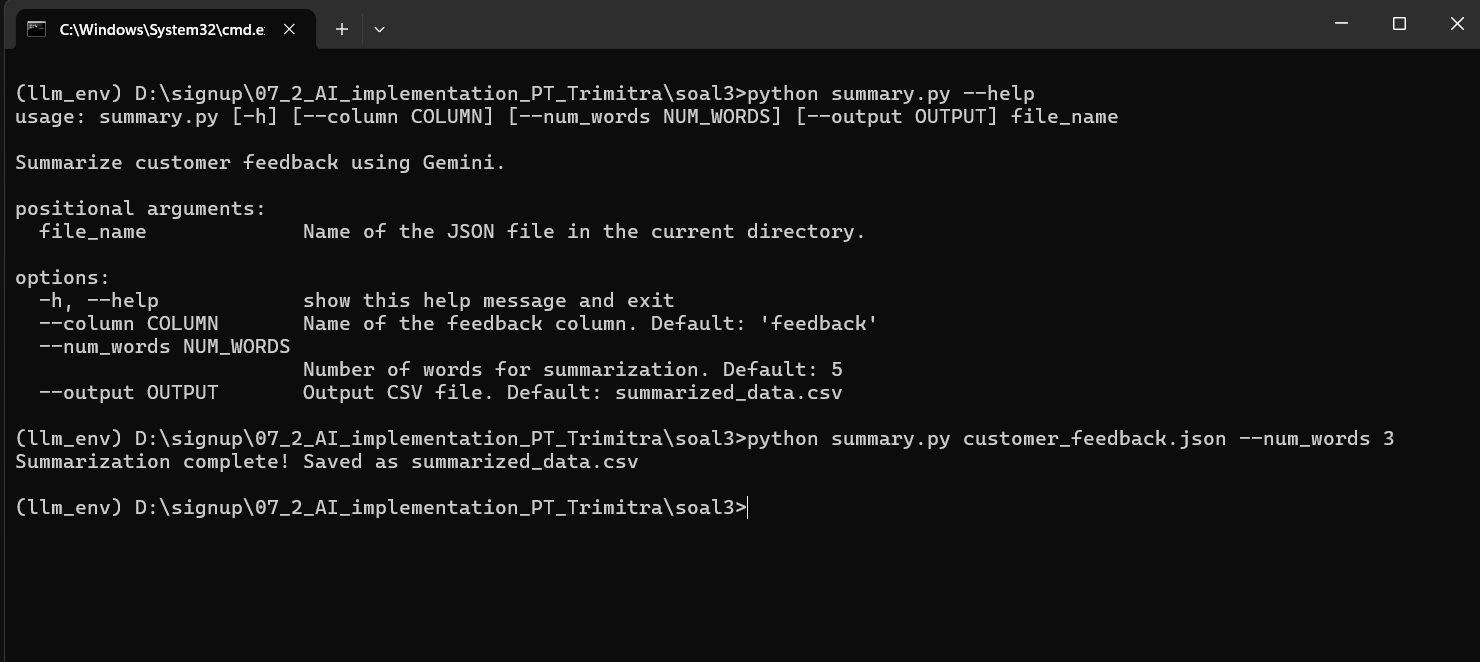 C:\Windows\System32\cmd.e
(llm_env) D:\signup\07_2_AI_implementation_PT_Trimitra\soal3>python summary.py --help
usage: summary.py [-h] [--column COLUMN] [--num_words NUM_WORDS] [--output OUTPUT] file_name
Summarize customer feedback using Gemini.
positional arguments:
  file_name             Name of the JSON file in the current directory.
options:
  -h, --help            show this help message and exit
  --column COLUMN       Name of the feedback column. Default: 'feedback'
  --num_words NUM_WORDS
                        Number of words for summarization. Default: 5
  --output OUTPUT       Output CSV file. Default: summarized_data.csv
(llm_env) D:\signup\07_2_AI_implementation_PT_Trimitra\soal3>python summary.py customer_feedback.json --num_words 3
Summarization complete! Saved as summarized_data.csv
(llm_env) D:\signup\07_2_AI_implementation_PT_Trimitra\soal3>